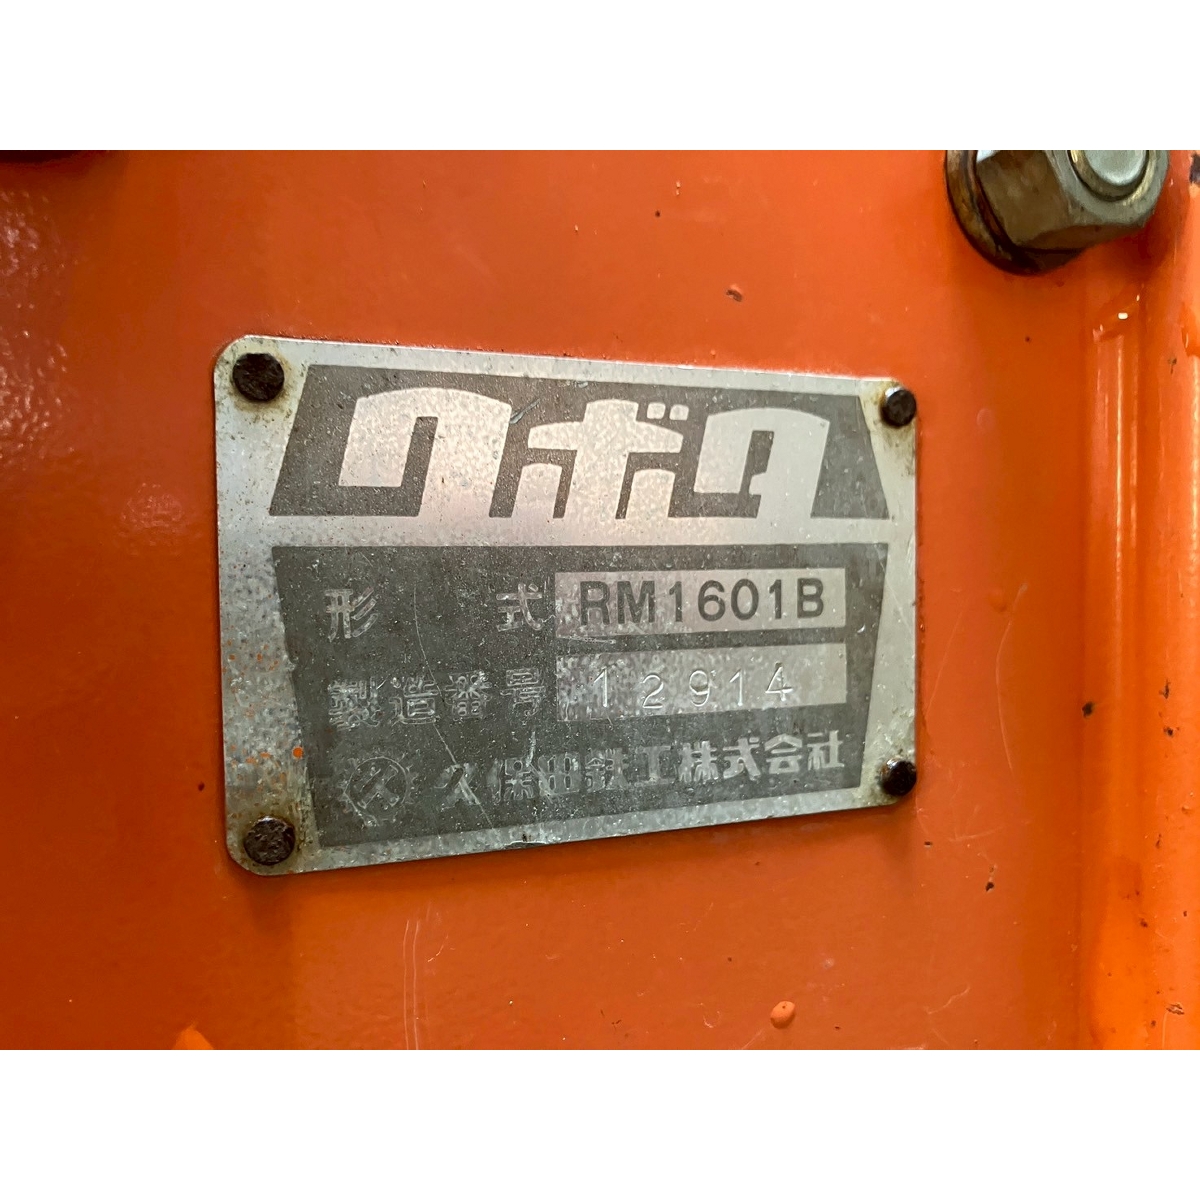 クボタ
形 式 RM1601B
製造番号 12914
久保田鉄工株式会社